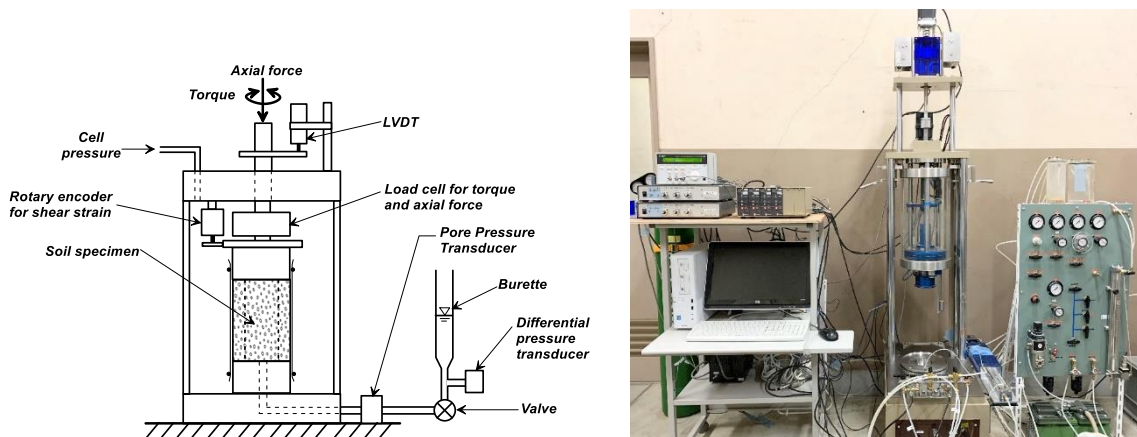 Axial force
Torque
LVDT
Cell
pressure
Rotary encoder
for shear strain
Load cell for torque
and axial force
Soil specimen
Pore Pressure
Transducer
Burette
Differential
pressure
transducer
Valve